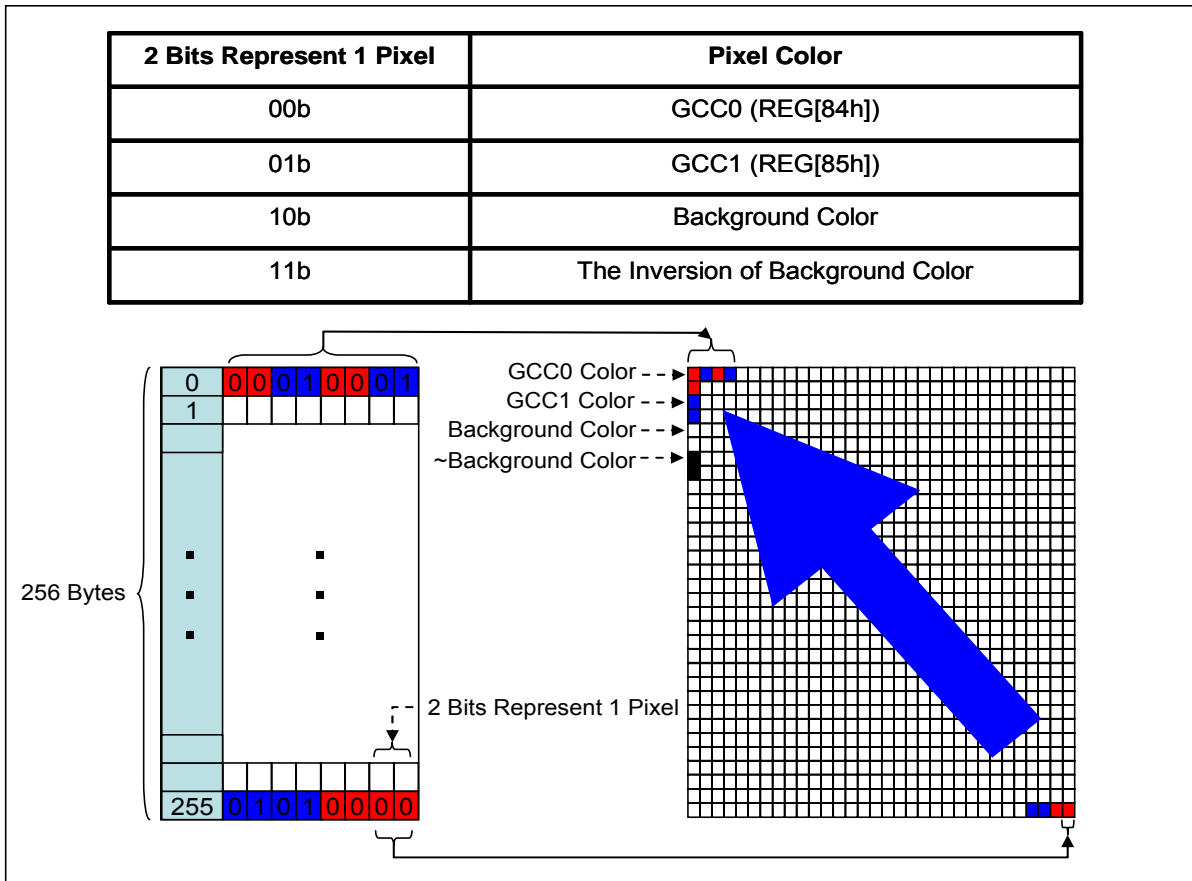 2 Bits Represent 1 Pixel Pixel Color
00b GCC0 (REG[84h])
01b GCC1 (REG[85h])
10b Background Color
11b The Inversion of Background Color
0 0 0 0 1 0 0 0 1
1
256 Bytes
255 0 1 0 1 0 0 0 0
2 Bits Represent 1 Pixel
GCC0 Color
GCC1 Color
Background Color
~Background Color